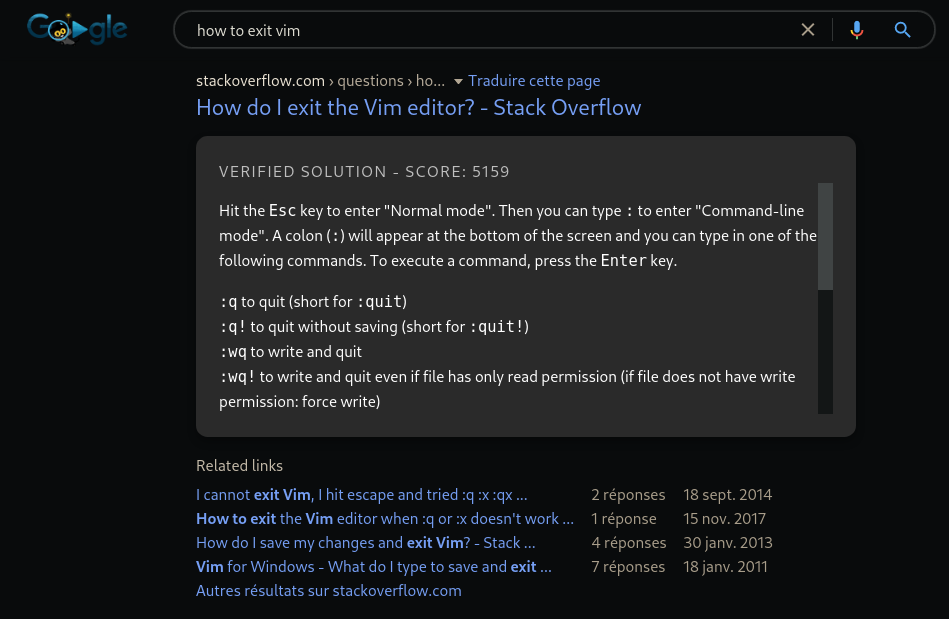 Google
how to exit vim
stackoverflow.com › questions › ho... Traduire cette page
How do I exit the Vim editor? - Stack Overflow
VERIFIED SOLUTION - SCORE: 5159
Hit the Esc key to enter "Normal mode". Then you can type : to enter "Command-line
mode". A colon (:) will appear at the bottom of the screen and you can type in one of the
following commands. To execute a command, press the Enter key.
:q to quit (short for :quit)
:q! to quit without saving (short for :quit!)
:wq to write and quit
:wq! to write and quit even if file has only read permission (if file does not have write
permission: force write)
Related links
I cannot exit Vim, I hit escape and tried :q :x :qx ... 2 réponses 18 sept. 2014
How to exit the Vim editor when :q or :x doesn't work ... 1 réponse 15 nov. 2017
How do I save my changes and exit Vim? - Stack ... 4 réponses 30 janv. 2013
Vim for Windows - What do I type to save and exit ... 7 réponses 18 janv. 2011
Autres résultats sur stackoverflow.com